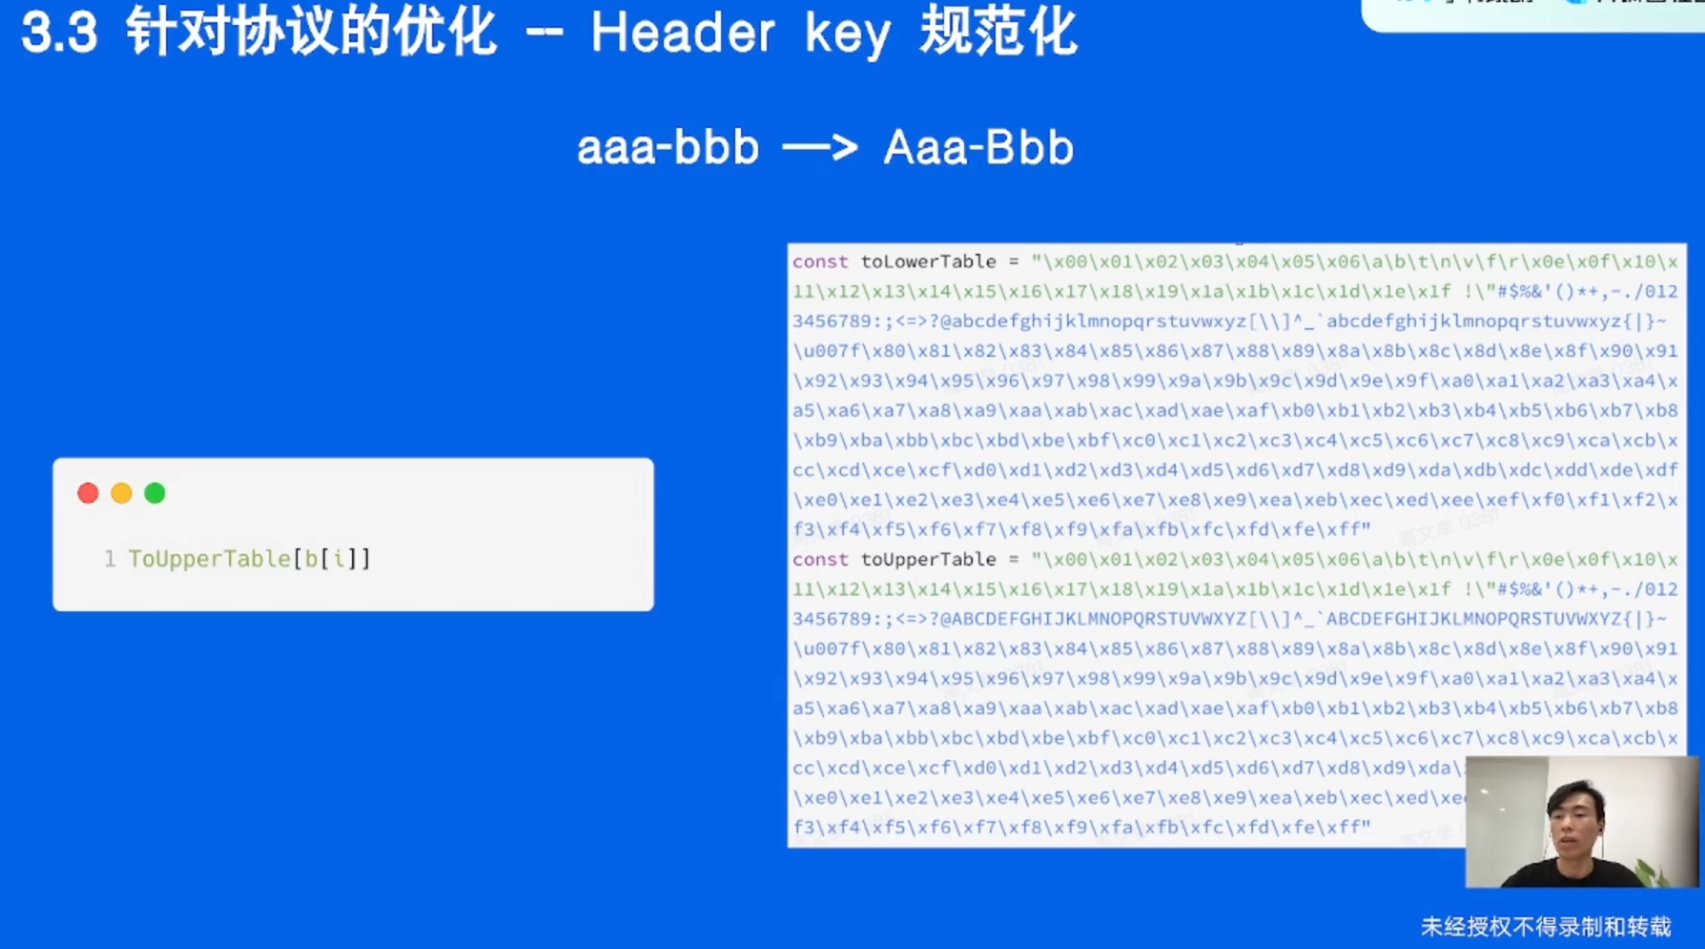 3.3 针对协议的优化 -- Header key 规范化
aaa-bbb —> Aaa-Bbb
1 ToUpperTable[b[i]]
const toLowerTable = "\x00\x01\x02\x03\x04\x05\x06\a\b\t\n\v\f\r\x0e\x0f\x10\x
11\x12\x13\x14\x15\x16\x17\x18\x19\x1a\x1b\x1c\x1d\x1e\x1f !\"#$%&'()*+,-./012
3456789:;<=>?@abcdefghijklmnopqrstuvwxyz[\\]^_`abcdefghijklmnopqrstuvwxyz{|}~
\u007f\x80\x81\x82\x83\x84\x85\x86\x87\x88\x89\x8a\x8b\x8c\x8d\x8e\x8f\x90\x91
\x92\x93\x94\x95\x96\x97\x98\x99\x9a\x9b\x9c\x9d\x9e\x9f\xa0\xa1\xa2\xa3\xa4\x
a5\xa6\xa7\xa8\xa9\xaa\xab\xac\xad\xae\xaf\xb0\xb1\xb2\xb3\xb4\xb5\xb6\xb7\xb8
\xb9\xba\xbb\xbc\xbd\xbe\xbf\xc0\xc1\xc2\xc3\xc4\xc5\xc6\xc7\xc8\xc9\xca\xcb\x
cc\xcd\xce\xcf\xd0\xd1\xd2\xd3\xd4\xd5\xd6\xd7\xd8\xd9\xda\xdb\xdc\xdd\xde\xdf
\xe0\xe1\xe2\xe3\xe4\xe5\xe6\xe7\xe8\xe9\xea\xeb\xec\xed\xee\xef\xf0\xf1\xf2\x
f3\xf4\xf5\xf6\xf7\xf8\xf9\xfa\xfb\xfc\xfd\xfe\xff"
const toUpperTable = "\x00\x01\x02\x03\x04\x05\x06\a\b\t\n\v\f\r\x0e\x0f\x10\x
11\x12\x13\x14\x15\x16\x17\x18\x19\x1a\x1b\x1c\x1d\x1e\x1f !\"#$%&'()*+,-./012
3456789:;<=>?@ABCDEFGHIJKLMNOPQRSTUVWXYZ[\\]^_`ABCDEFGHIJKLMNOPQRSTUVWXYZ{|}~
\u007f\x80\x81\x82\x83\x84\x85\x86\x87\x88\x89\x8a\x8b\x8c\x8d\x8e\x8f\x90\x91
\x92\x93\x94\x95\x96\x97\x98\x99\x9a\x9b\x9c\x9d\x9e\x9f\xa0\xa1\xa2\xa3\xa4\x
a5\xa6\xa7\xa8\xa9\xaa\xab\xac\xad\xae\xaf\xb0\xb1\xb2\xb3\xb4\xb5\xb6\xb7\xb8
\xb9\xba\xbb\xbc\xbd\xbe\xbf\xc0\xc1\xc2\xc3\xc4\xc5\xc6\xc7\xc8\xc9\xca\xcb\x
cc\xcd\xce\xcf\xd0\xd1\xd2\xd3\xd4\xd5\xd6\xd7\xd8\xd9\xda\
\xe0\xe1\xe2\xe3\xe4\xe5\xe6\xe7\xe8\xe9\xea\xeb\xec\xed\xe
f3\xf4\xf5\xf6\xf7\xf8\xf9\xfa\xfb\xfc\xfd\xfe\xff"
未经授权不得录制和转载